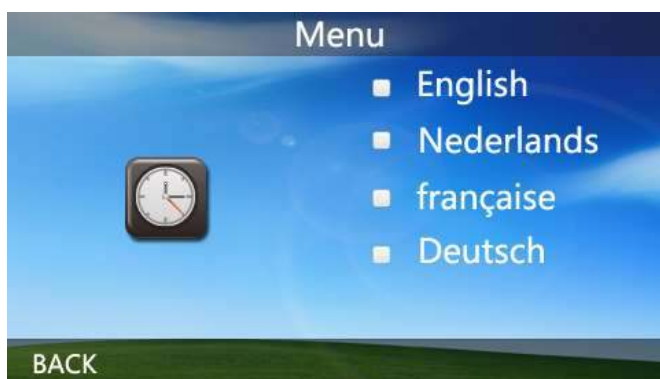 Menu
English
Nederlands
française
Deutsch
BACK